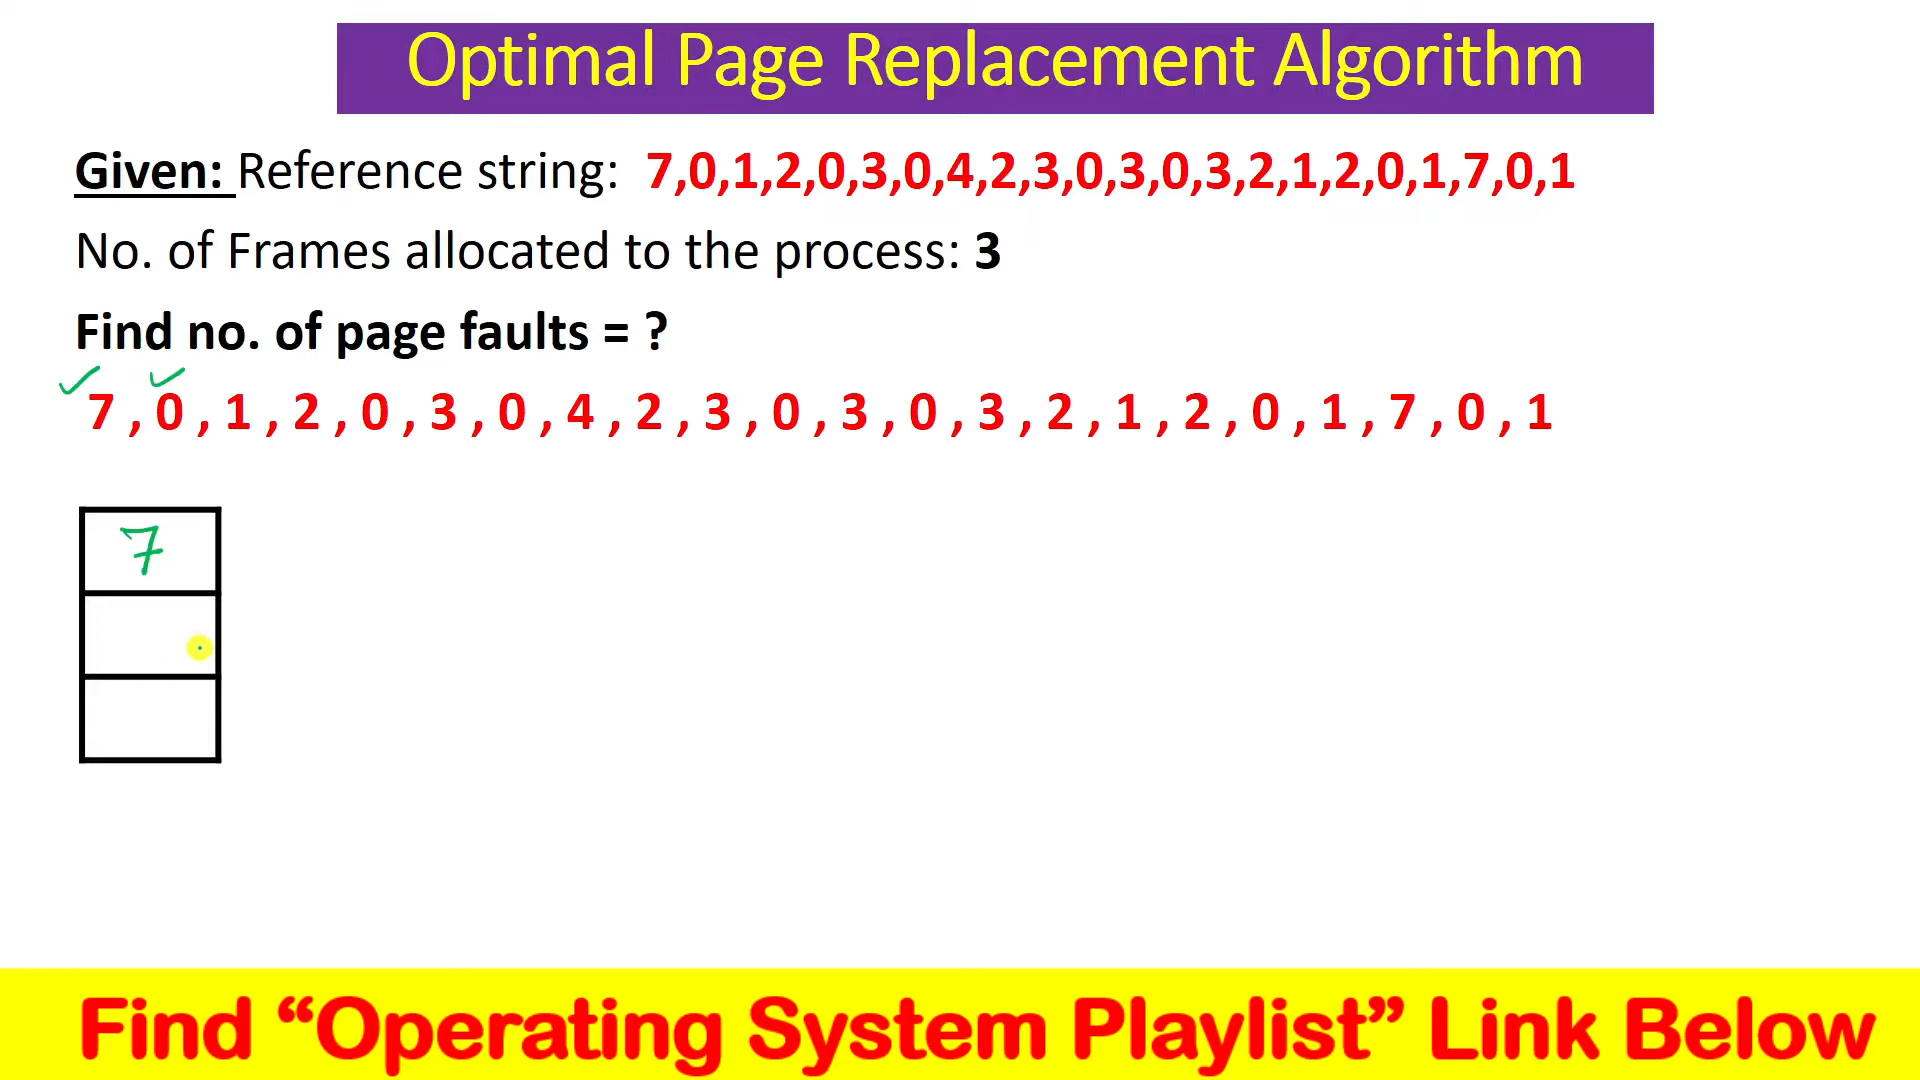 Optimal Page Replacement Algorithm
Given: Reference string: 7,0,1,2,0,3,0,4,2,3,0,3,0,3,2,1,2,0,1,7,0,1
No. of Frames allocated to the process: 3
Find no. of page faults = ?
7 , 0 , 1 , 2 , 0 , 3 , 0 , 4 , 2 , 3 , 0 , 3 , 0 , 3 , 2 , 1 , 2 , 0 , 1 , 7 , 0 , 1
7
Find “Operating System Playlist” Link Below